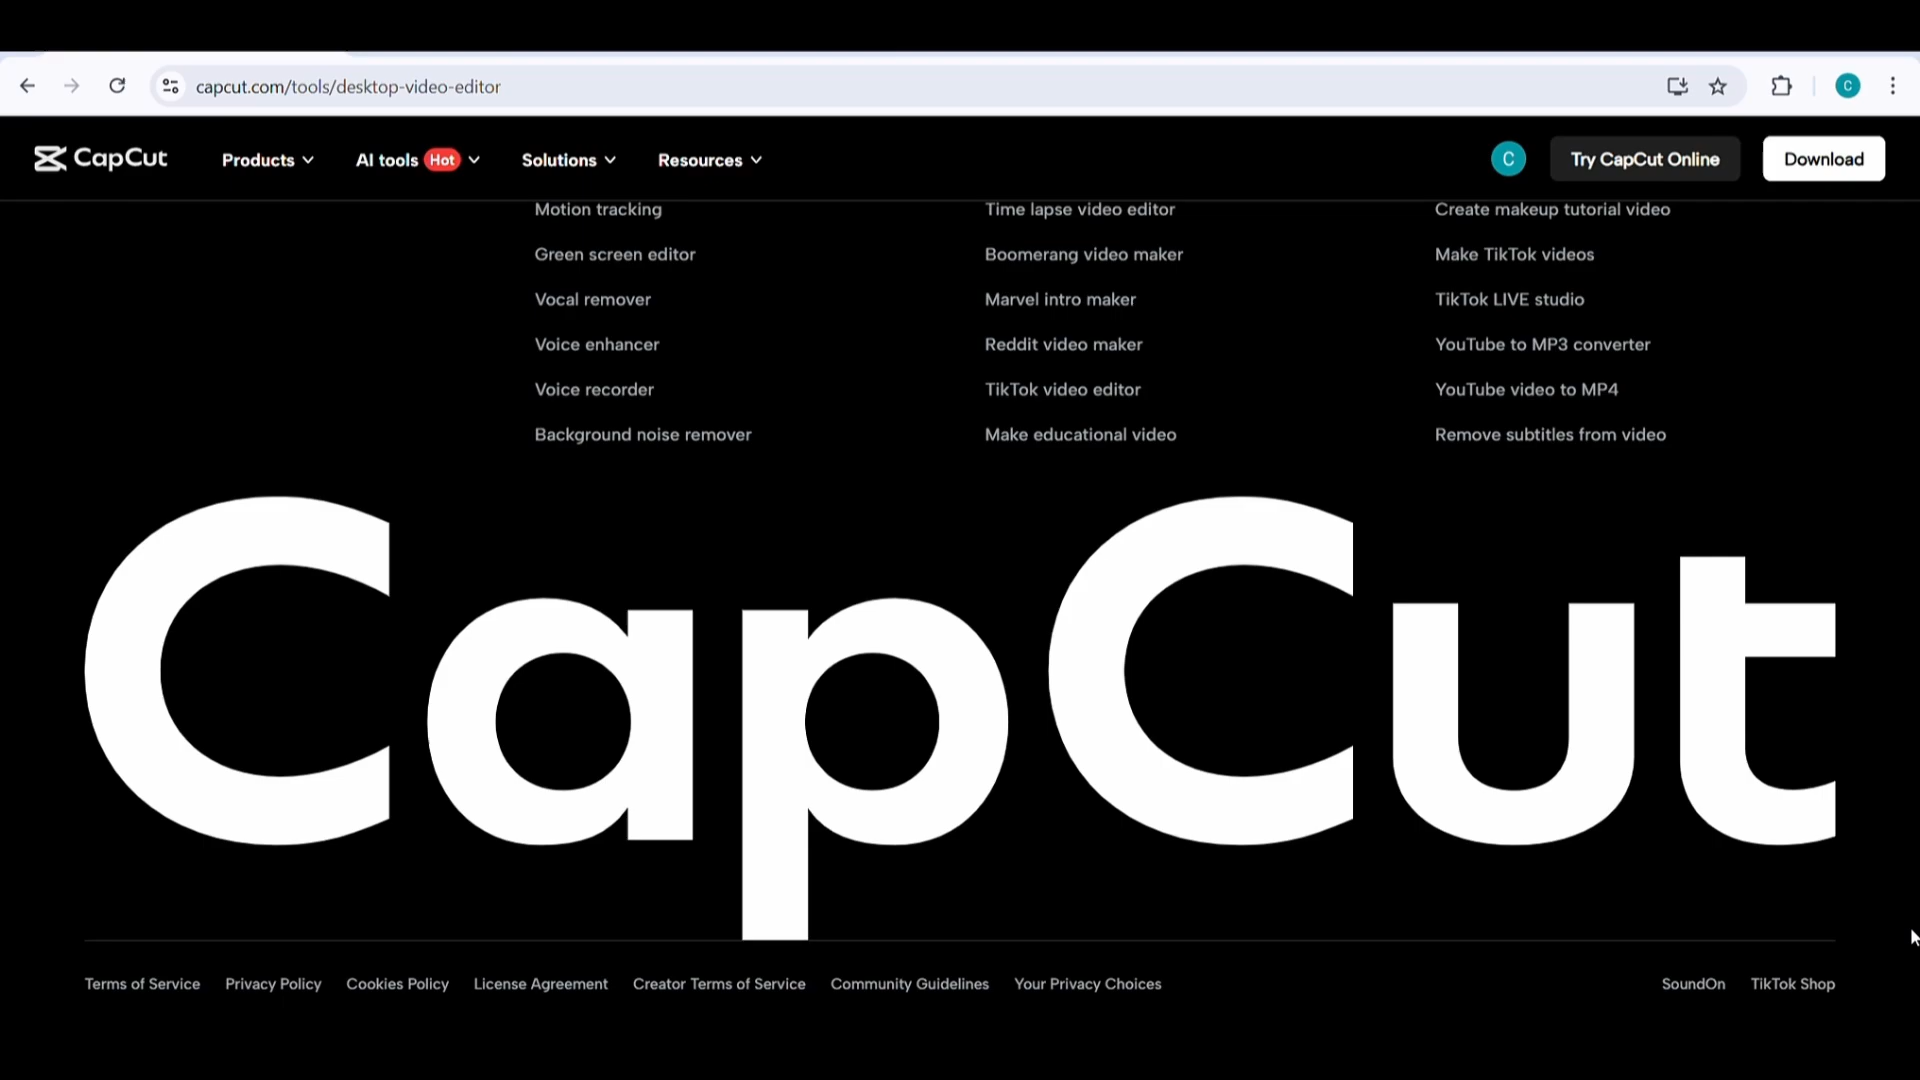 capcut.com/tools/desktop-video-editor
C
CapCut Products AI tools Hot Solutions Resources C Try CapCut Online Download
Motion tracking
Green screen editor
Vocal remover
Voice enhancer
Voice recorder
Background noise remover
Time lapse video editor
Boomerang video maker
Marvel intro maker
Reddit video maker
TikTok video editor
Make educational video
Create makeup tutorial video
Make TikTok videos
TikTok LIVE studio
YouTube to MP3 converter
YouTube video to MP4
Remove subtitles from video
CapCut
Terms of Service Privacy Policy Cookies Policy License Agreement Creator Terms of Service Community Guidelines Your Privacy Choices SoundOn TikTok Shop